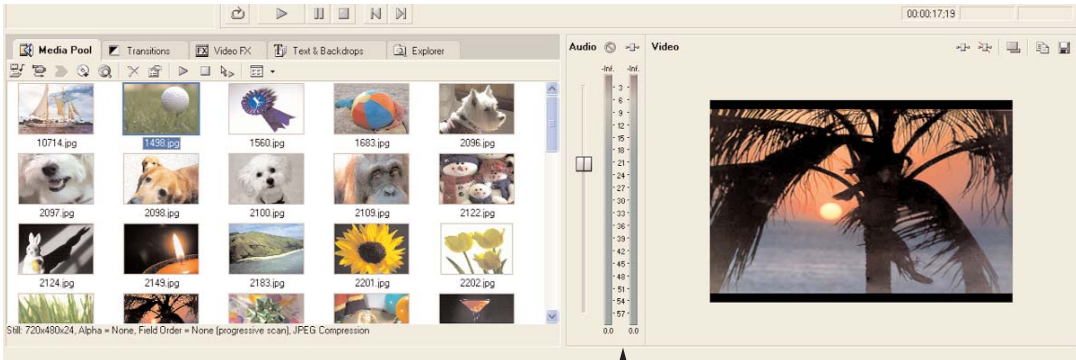 00:00:17;19
Media Pool
Transitions
Video FX
Text & Backdrops
Explorer
10714.jpg
1498.jpg
1560.jpg
1683.jpg
2096.jpg
2097.jpg
2098.jpg
2100.jpg
2109.jpg
2122.jpg
2124.jpg
2149.jpg
2183.jpg
2201.jpg
2202.jpg
Still: 720x480x24, Alpha = None, Field Order = None (progressive scan), JPEG Compression
Audio
Video
-Inf. -Inf.
- 3 -
- 6 -
- 9 -
- 12 -
- 15 -
- 18 -
- 21 -
- 24 -
- 27 -
- 30 -
- 33 -
- 36 -
- 39 -
- 42 -
- 45 -
- 48 -
- 51 -
- 54 -
- 57 -
0.0 0.0